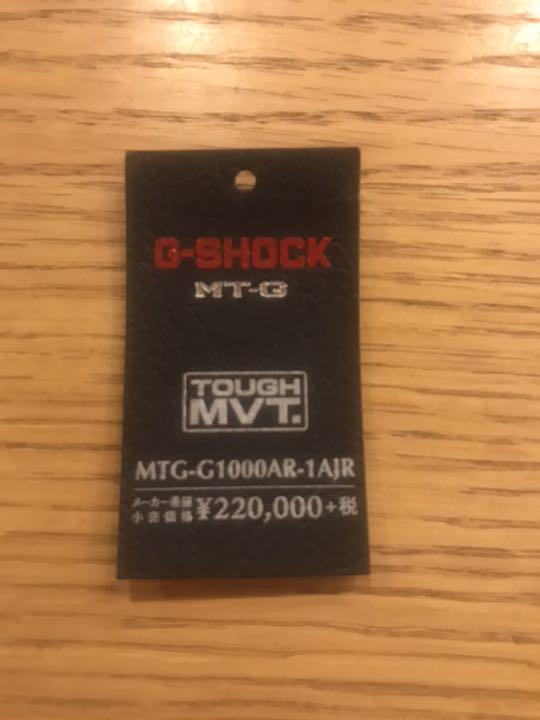 G-SHOCK
MT-G
TOUGH
MVT.
MTG-G1000AR-1AJR
メーカー希望
小売価格 ¥220,000+税